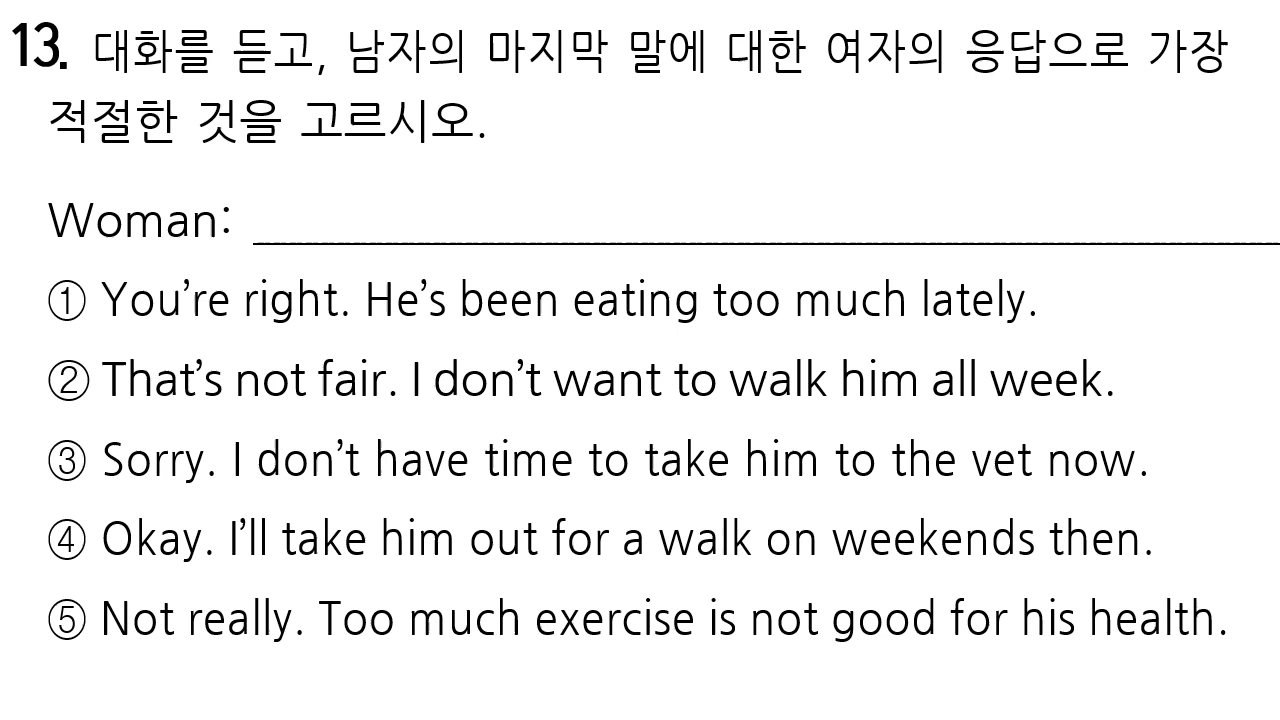 13. 대화를 듣고, 남자의 마지막 말에 대한 여자의 응답으로 가장
적절한 것을 고르시오.
Woman: ________________________________
① You’re right. He’s been eating too much lately.
② That’s not fair. I don’t want to walk him all week.
③ Sorry. I don’t have time to take him to the vet now.
④ Okay. I’ll take him out for a walk on weekends then.
⑤ Not really. Too much exercise is not good for his health.